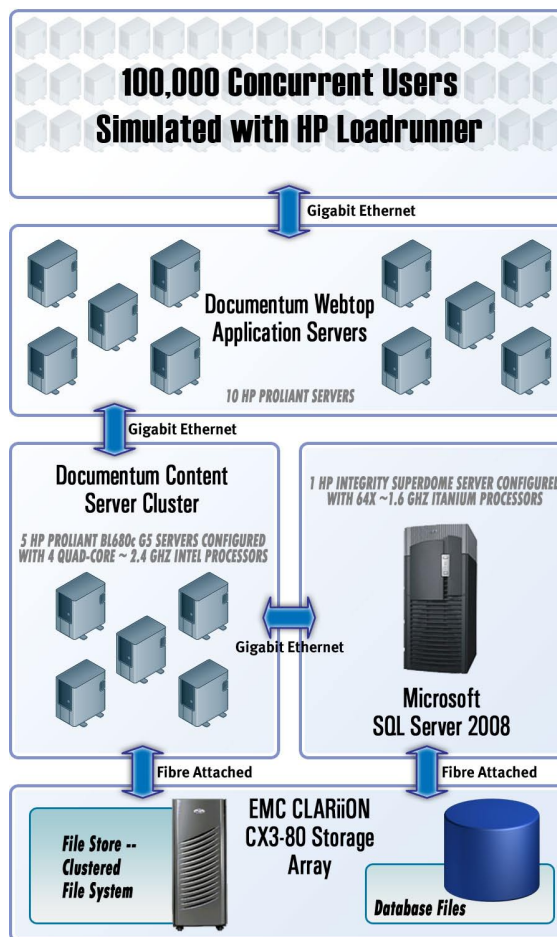 100,000 Concurrent Users
Simulated with HP Loadrunner
Gigabit Ethernet
Documentum Webtop
Application Servers
10 HP PROLIANT SERVERS
Gigabit Ethernet
Documentum Content
Server Cluster
5 HP PROLIANT BL680c G5 SERVERS CONFIGURED
WITH 4 QUAD-CORE ~ 2.4 GHZ INTEL PROCESSORS
Gigabit Ethernet
1 HP INTEGRITY SUPERDOME SERVER CONFIGURED
WITH 64X ~1.6 GHZ ITANIUM PROCESSORS
Microsoft
SQL Server 2008
Fibre Attached
Fibre Attached
EMC CLARiiON
CX3-80 Storage
Array
File Store --
Clustered
File System
Database Files